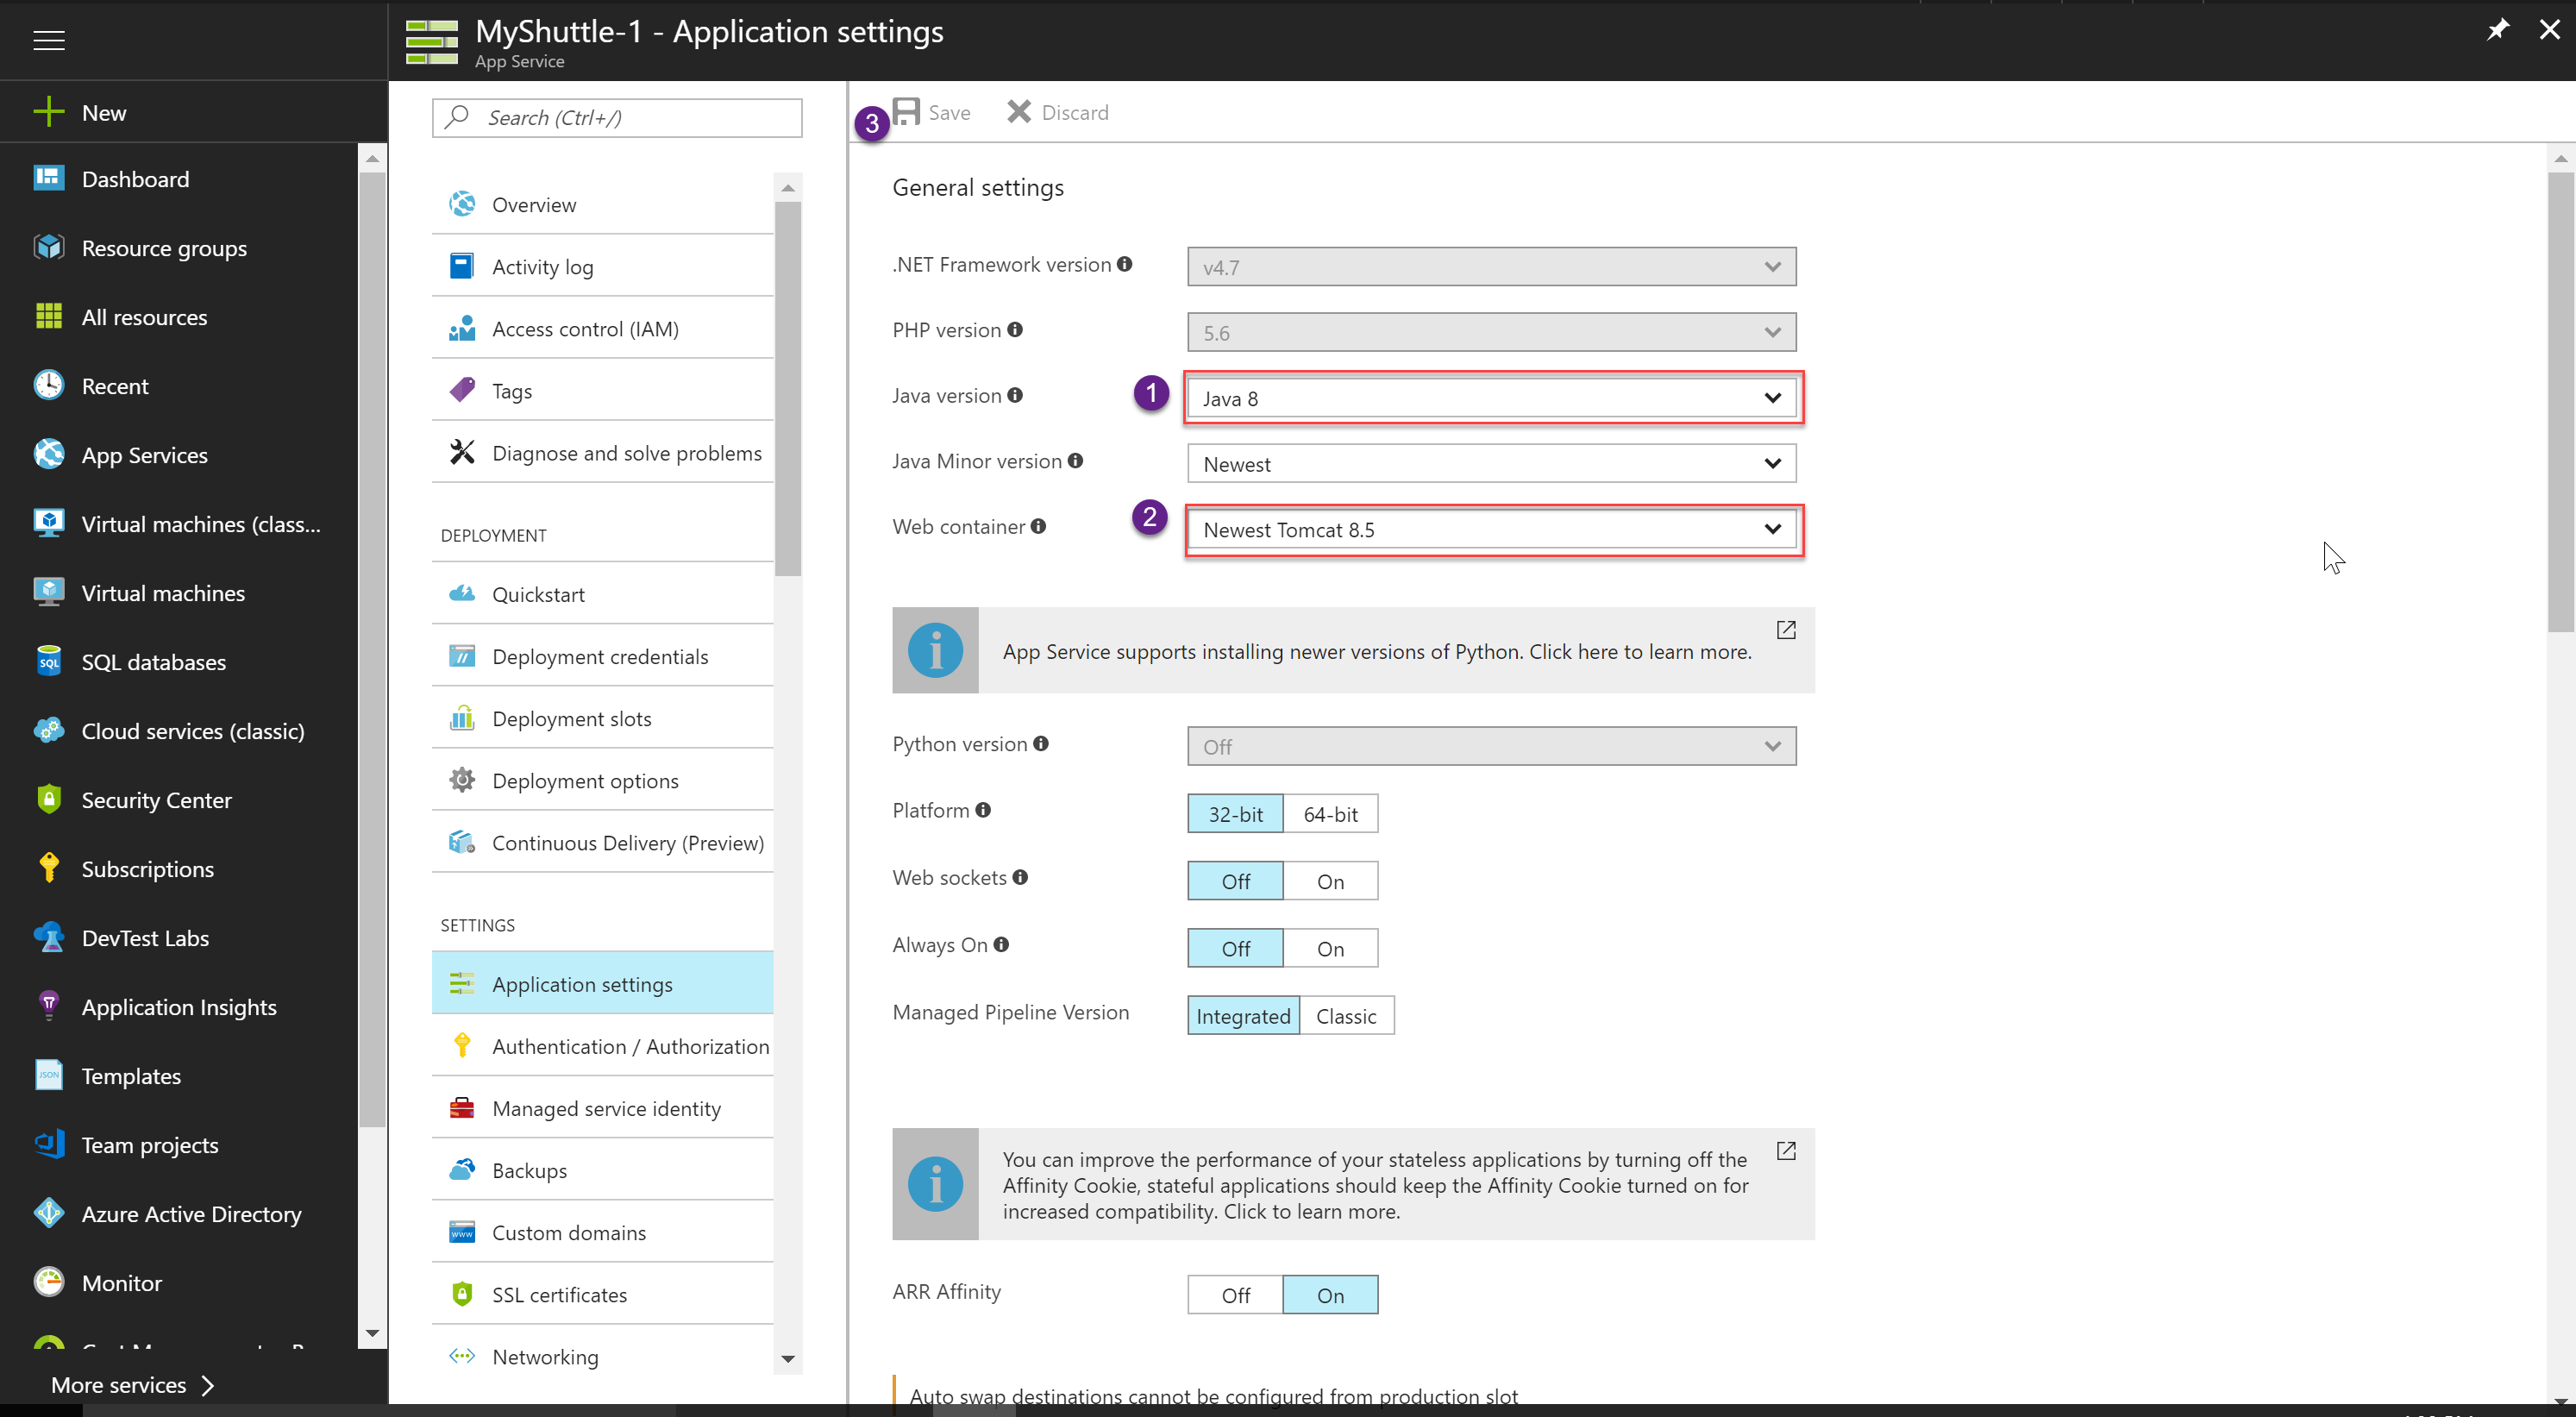 MyShuttle-1 - Application settings
App Service
New
Dashboard
Resource groups
All resources
Recent
App Services
Virtual machines (class...
Virtual machines
SQL databases
Cloud services (classic)
Security Center
Subscriptions
DevTest Labs
Application Insights
Templates
Team projects
Azure Active Directory
Monitor
More services
Search (Ctrl+/)
Overview
Activity log
Access control (IAM)
Tags
Diagnose and solve problems
DEPLOYMENT
Quickstart
Deployment credentials
Deployment slots
Deployment options
Continuous Delivery (Preview)
SETTINGS
Application settings
Authentication / Authorization
Managed service identity
Backups
Custom domains
SSL certificates
Networking
3 Save Discard
General settings
.NET Framework version v4.7
PHP version 5.6
Java version 1 Java 8
Java Minor version Newest
Web container 2 Newest Tomcat 8.5
App Service supports installing newer versions of Python. Click here to learn more.
Python version Off
Platform 32-bit 64-bit
Web sockets Off On
Always On Off On
Managed Pipeline Version Integrated Classic
You can improve the performance of your stateless applications by turning off the
Affinity Cookie, stateful applications should keep the Affinity Cookie turned on for
increased compatibility. Click to learn more.
ARR Affinity Off On
Auto swap destinations cannot be configured from production slot